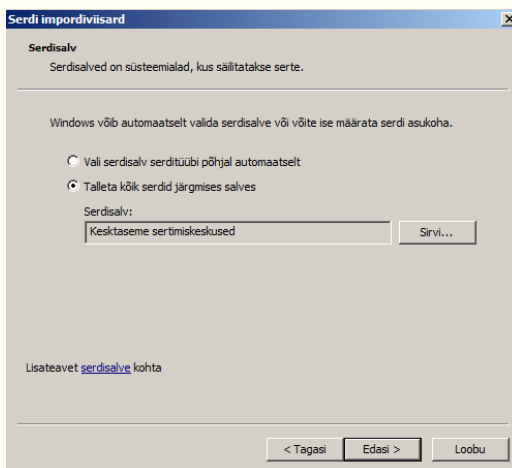 Serdi impordiviisard
Serdisalv
Serdisalved on süsteemialad, kus säilitatakse serte.
Windows võib automaatselt valida serdisalve või võite ise määrata serdi asukoha.
Vali serdisalv serditüübi põhjal automaatselt
Talleta kõik serdid järgmises salves
Serdisalv:
Kesktaseme sertimiskeskused
Sirvi...
Lisateavet serdisalve kohta
< Tagasi
Edasi >
Loobu